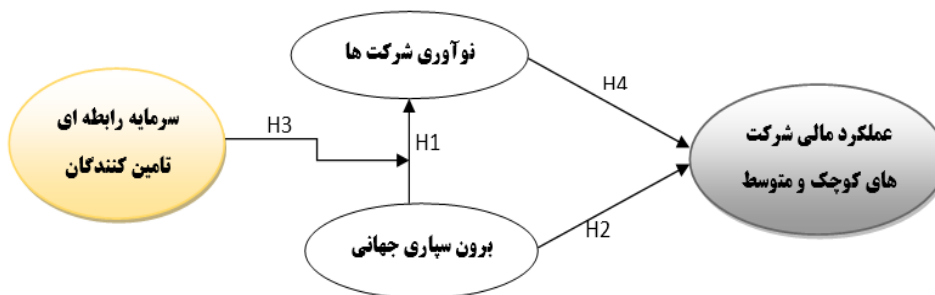 نوآوری شرکت ها
H4
سرمایه رابطه ای
تامین کنندگان
H3
H1
عملکرد مالی شرکت
های کوچک و متوسط
برون سپاری جهانی
H2